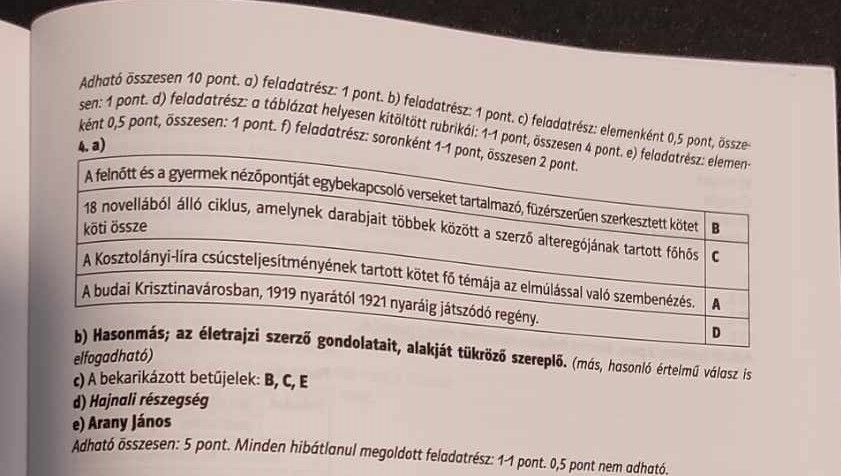 Adható összesen 10 pont. a) feladatrész: 1 pont. b) feladatrész: 1 pont. c) feladatrész: elemenként 0,5 pont, össze-
sen: 1 pont. d) feladatrész: a táblázat helyesen kitöltött rubrikái: 1-1 pont, összesen 4 pont. e) feladatrész: elemen-
ként 0,5 pont, összesen: 1 pont. f) feladatrész: soronként 1-1 pont, összesen 2 pont.
4. a)
A felnőtt és a gyermek nézőpontját egybekapcsoló verseket tartalmazó, füzérszerűen szerkesztett kötet B
18 novellából álló ciklus, amelynek darabjait többek között a szerző alteregójának tartott főhős C
köti össze
A Kosztolányi-líra csúcsteljesítményének tartott kötet fő témája az elmúlással való szembenézés. A
A budai Krisztinavárosban, 1919 nyarától 1921 nyaráig játszódó regény. D
b) Hasonmás; az életrajzi szerző gondolatait, alakját tükröző szereplő. (más, hasonló értelmű válasz is
elfogadható)
c) A bekarikázott betűjelek: B, C, E
d) Hajnali részegség
e) Arany János
Adható összesen: 5 pont. Minden hibátlanul megoldott feladatrész: 1-1 pont. 0,5 pont nem adható.